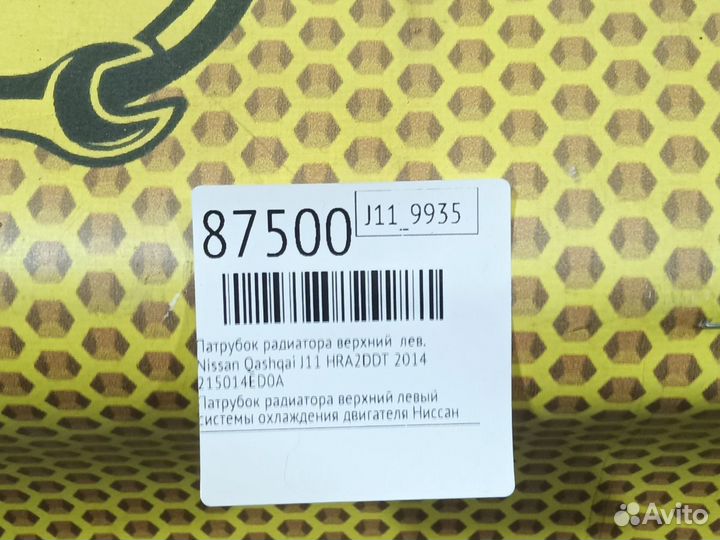 87500
J11_9935
Патрубок радиатора верхний лев.
Nissan Qashqai J11 HRA2DDT 2014
215014ED0A
Патрубок радиатора верхний левый
системы охлаждения двигателя Ниссан
Avito